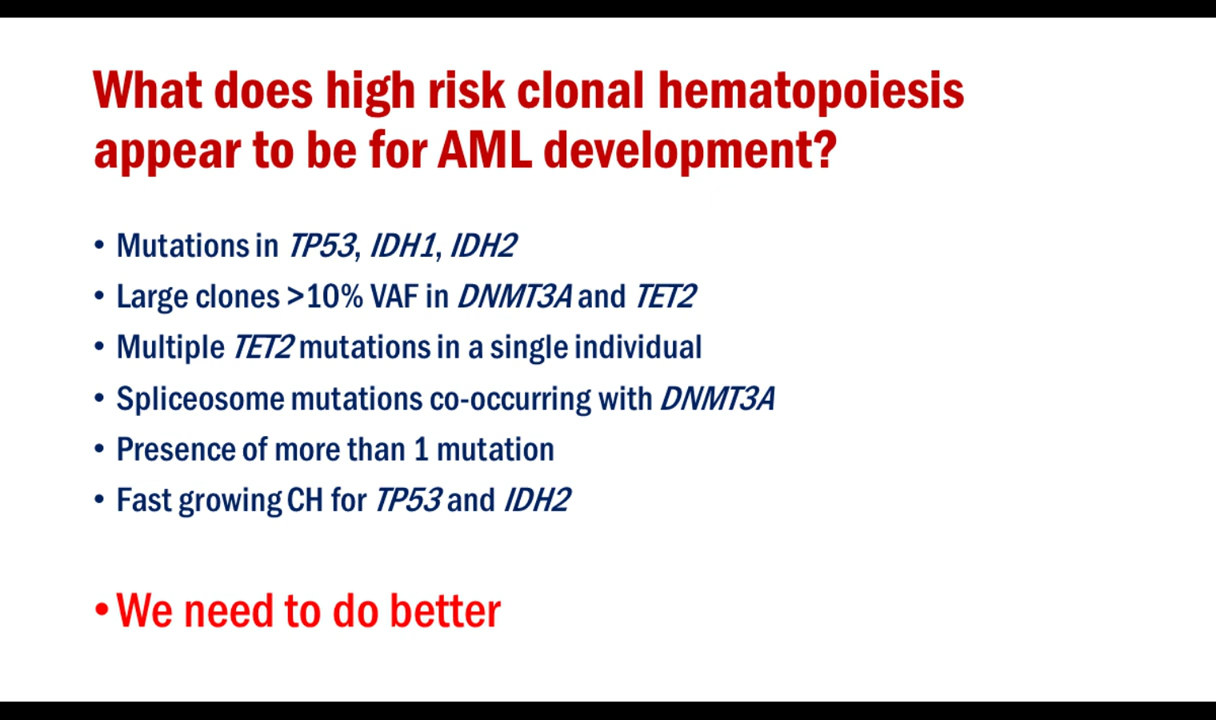 What does high risk clonal hematopoiesis
appear to be for AML development?
• Mutations in TP53, IDH1, IDH2
• Large clones >10% VAF in DNMT3A and TET2
• Multiple TET2 mutations in a single individual
• Spliceosome mutations co-occurring with DNMT3A
• Presence of more than 1 mutation
• Fast growing CH for TP53 and IDH2
• We need to do better